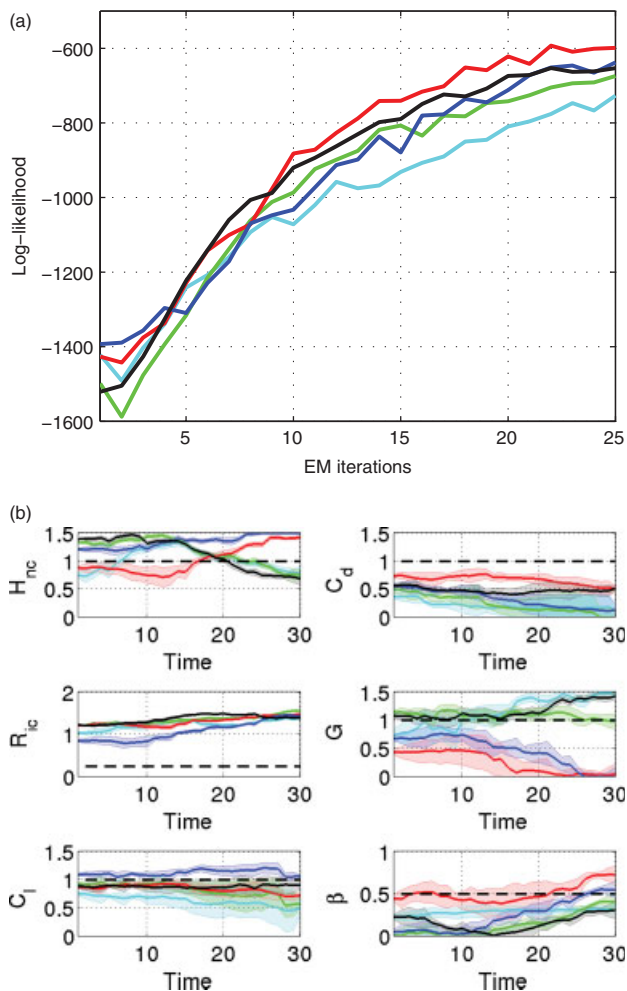 (a)
−600
−800
−1000
−1200
−1400
−1600
Log−likelihood
5 10 15 20 25
EM iterations
(b)
1.5
1
0.5
0
H_nc
10 20 30
Time
1.5
1
0.5
0
C_d
10 20 30
Time
2
1
0
R_ic
10 20 30
Time
1.5
1
0.5
0
G
10 20 30
Time
1.5
1
0.5
0
C_l
10 20 30
Time
1
0.5
0
β
10 20 30
Time